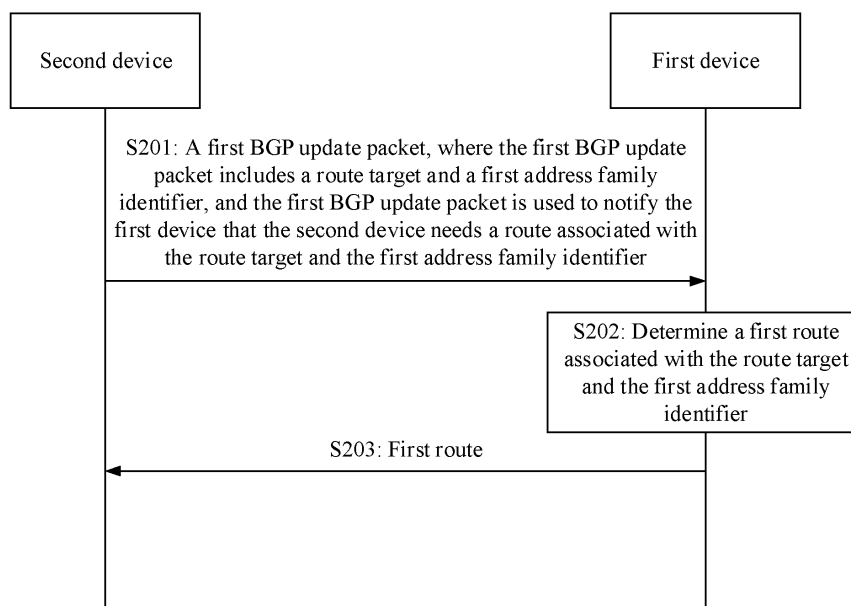 Second device
First device
S201: A first BGP update packet, where the first BGP update
packet includes a route target and a first address family
identifier, and the first BGP update packet is used to notify the
first device that the second device needs a route associated with
the route target and the first address family identifier
S202: Determine a first route
associated with the route target
and the first address family
identifier
S203: First route